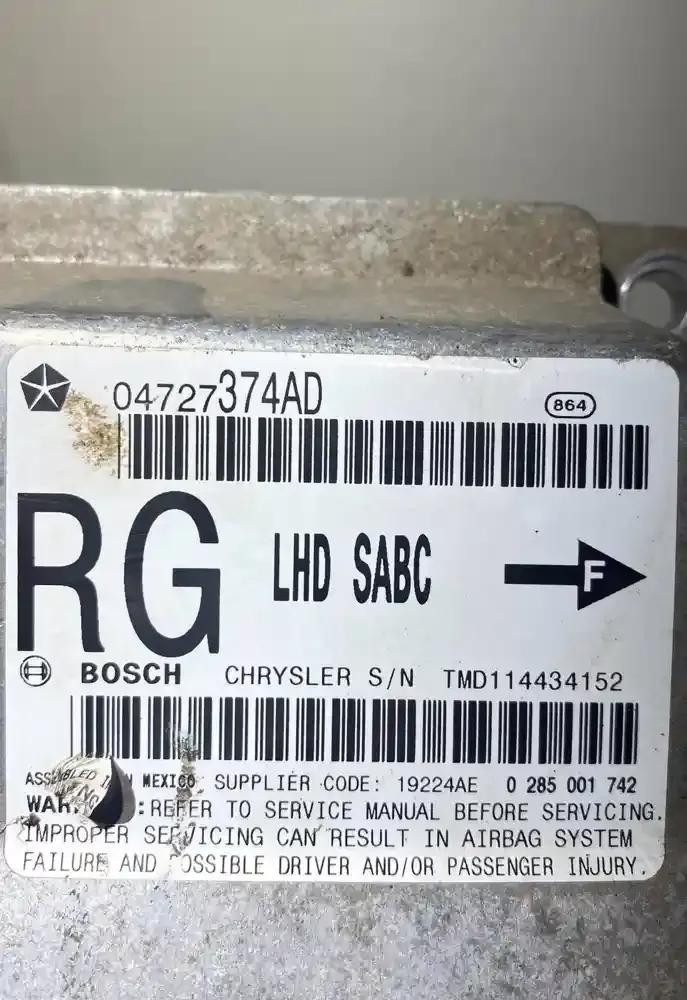 04727374AD
864
RG
LHD SABC
F
BOSCH CHRYSLER S/N TMD114434152
MEXICO SUPPLIER CODE: 19224AE 0 285 001 742
: REFER TO SERVICE MANUAL BEFORE SERVICING.
IMPROPER SERVICING CAN RESULT IN AIRBAG SYSTEM
FAILURE AND POSSIBLE DRIVER AND/OR PASSENGER INJURY.